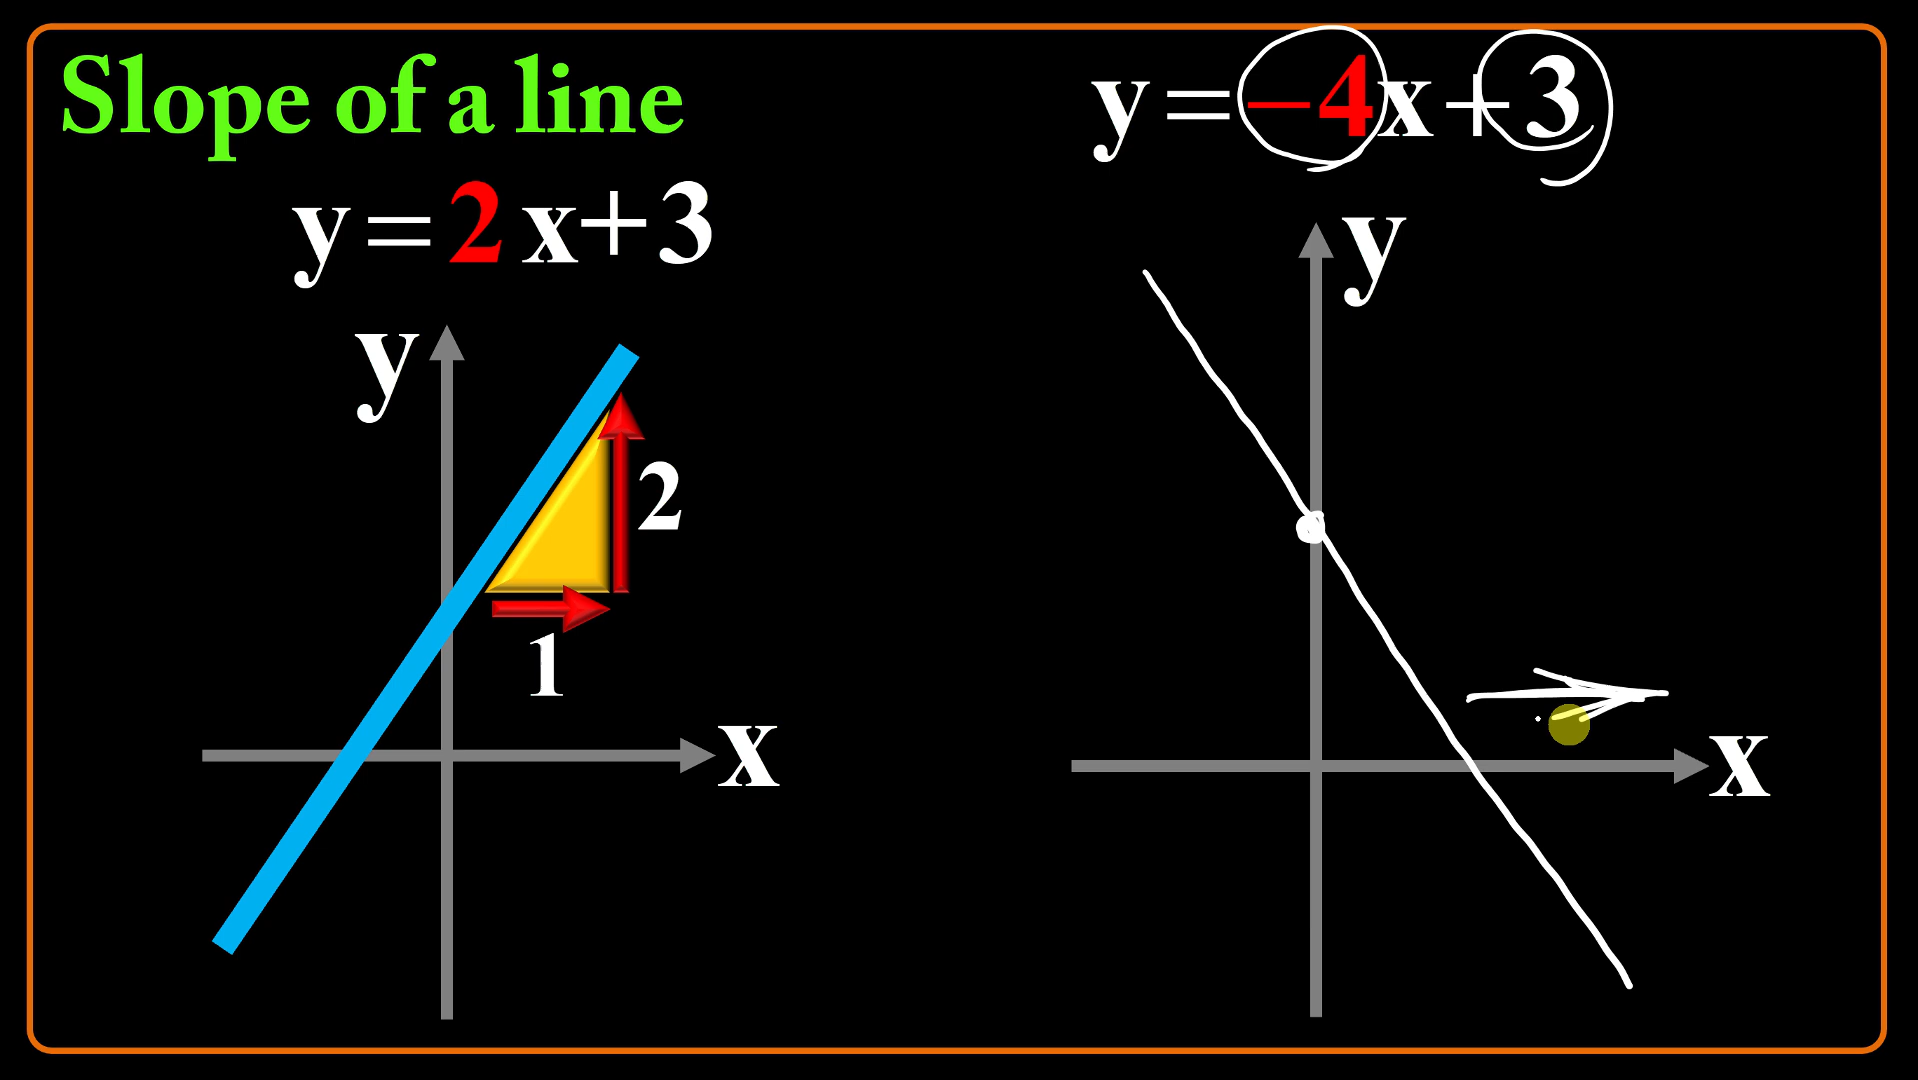 Slope of a line
y=2x+3
y
2
1
x
y=-4x+3
y
x